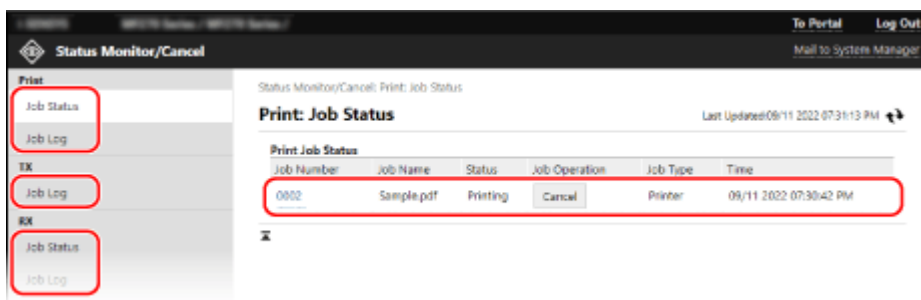 To Portal Log Out
Status Monitor/Cancel Mail to System Manager
Print
Job Status
Job Log
TX
Job Log
RX
Job Status
Job Log
Status Monitor/Cancel: Print: Job Status
Print: Job Status Last Updated:09/11 2022 07:31:13 PM
Print Job Status
Job Number Job Name Status Job Operation Job Type Time
0002 Sample.pdf Printing Cancel Printer 09/11 2022 07:30:42 PM